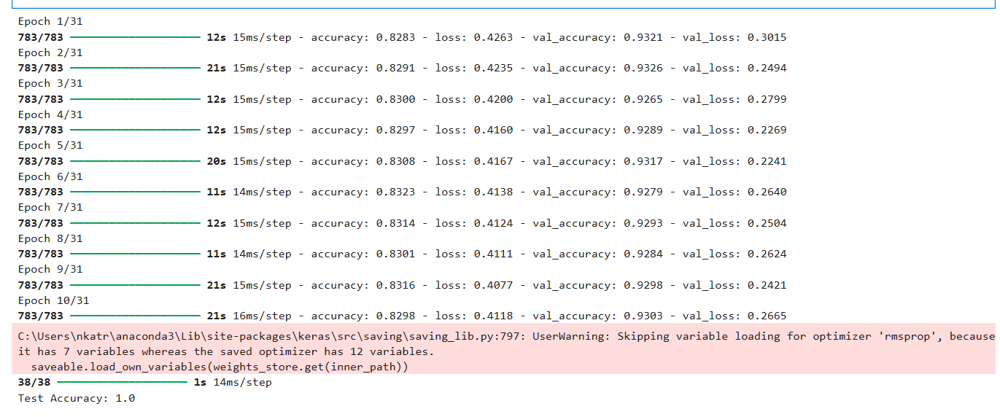 Epoch 1/31
783/783 ━━━━━━━━━━━━━━━━━━━━ 12s 15ms/step - accuracy: 0.8283 - loss: 0.4263 - val_accuracy: 0.9321 - val_loss: 0.3015
Epoch 2/31
783/783 ━━━━━━━━━━━━━━━━━━━━ 21s 15ms/step - accuracy: 0.8291 - loss: 0.4235 - val_accuracy: 0.9326 - val_loss: 0.2494
Epoch 3/31
783/783 ━━━━━━━━━━━━━━━━━━━━ 12s 15ms/step - accuracy: 0.8300 - loss: 0.4200 - val_accuracy: 0.9265 - val_loss: 0.2799
Epoch 4/31
783/783 ━━━━━━━━━━━━━━━━━━━━ 12s 15ms/step - accuracy: 0.8297 - loss: 0.4160 - val_accuracy: 0.9289 - val_loss: 0.2269
Epoch 5/31
783/783 ━━━━━━━━━━━━━━━━━━━━ 20s 15ms/step - accuracy: 0.8308 - loss: 0.4167 - val_accuracy: 0.9317 - val_loss: 0.2241
Epoch 6/31
783/783 ━━━━━━━━━━━━━━━━━━━━ 11s 14ms/step - accuracy: 0.8323 - loss: 0.4138 - val_accuracy: 0.9279 - val_loss: 0.2640
Epoch 7/31
783/783 ━━━━━━━━━━━━━━━━━━━━ 12s 15ms/step - accuracy: 0.8314 - loss: 0.4124 - val_accuracy: 0.9293 - val_loss: 0.2504
Epoch 8/31
783/783 ━━━━━━━━━━━━━━━━━━━━ 11s 14ms/step - accuracy: 0.8301 - loss: 0.4111 - val_accuracy: 0.9284 - val_loss: 0.2624
Epoch 9/31
783/783 ━━━━━━━━━━━━━━━━━━━━ 21s 15ms/step - accuracy: 0.8316 - loss: 0.4077 - val_accuracy: 0.9298 - val_loss: 0.2421
Epoch 10/31
783/783 ━━━━━━━━━━━━━━━━━━━━ 21s 16ms/step - accuracy: 0.8298 - loss: 0.4118 - val_accuracy: 0.9303 - val_loss: 0.2665
C:\Users\nkatr\anaconda3\Lib\site-packages\keras\src\saving\saving_lib.py:797: UserWarning: Skipping variable loading for optimizer 'rmsprop', because
it has 7 variables whereas the saved optimizer has 12 variables.
  saveable.load_own_variables(weights_store.get(inner_path))
38/38 ━━━━━━━━━━━━━━━━━━━━ 1s 14ms/step
Test Accuracy: 1.0